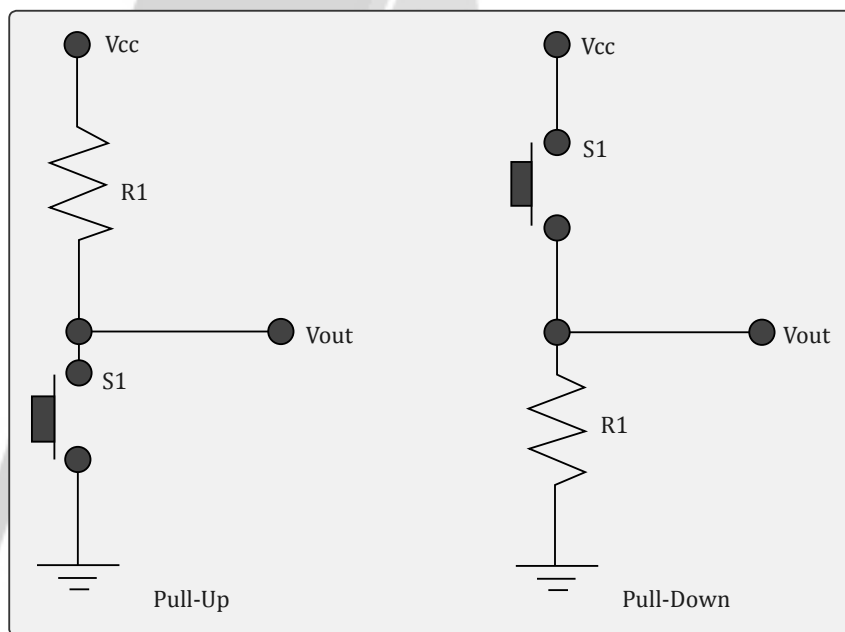 Vcc
R1
Vout
S1
Pull-Up
Vcc
S1
Vout
R1
Pull-Down